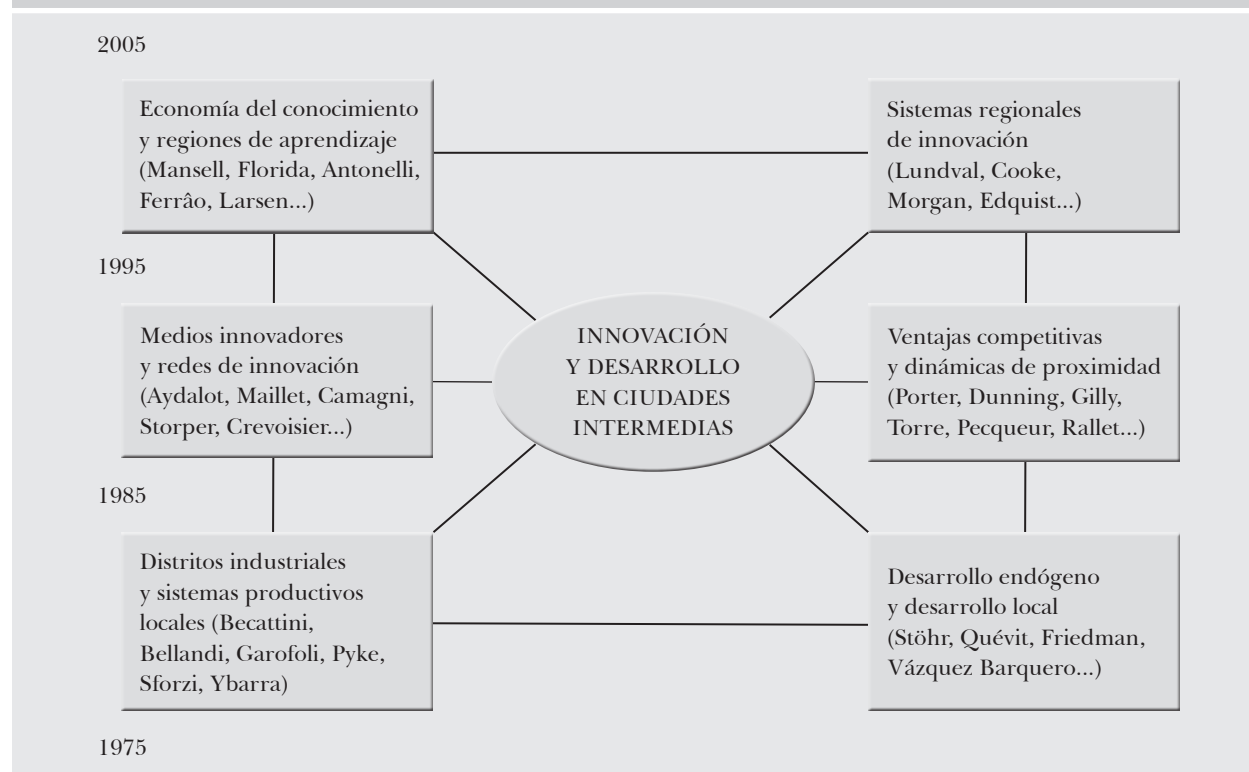 2005
Economía del conocimiento
y regiones de aprendizaje
(Mansell, Florida, Antonelli,
Ferrâo, Larsen...)
Sistemas regionales
de innovación
(Lundval, Cooke,
Morgan, Edquist...)
1995
Medios innovadores
y redes de innovación
(Aydalot, Maillet, Camagni,
Storper, Crevoisier...)
INNOVACIÓN
Y DESARROLLO
EN CIUDADES
INTERMEDIAS
Ventajas competitivas
y dinámicas de proximidad
(Porter, Dunning, Gilly,
Torre, Pecqueur, Rallet...)
1985
Distritos industriales
y sistemas productivos
locales (Becattini,
Bellandi, Garofoli, Pyke,
Sforzi, Ybarra)
Desarrollo endógeno
y desarrollo local
(Stöhr, Quévit, Friedman,
Vázquez Barquero...)
1975